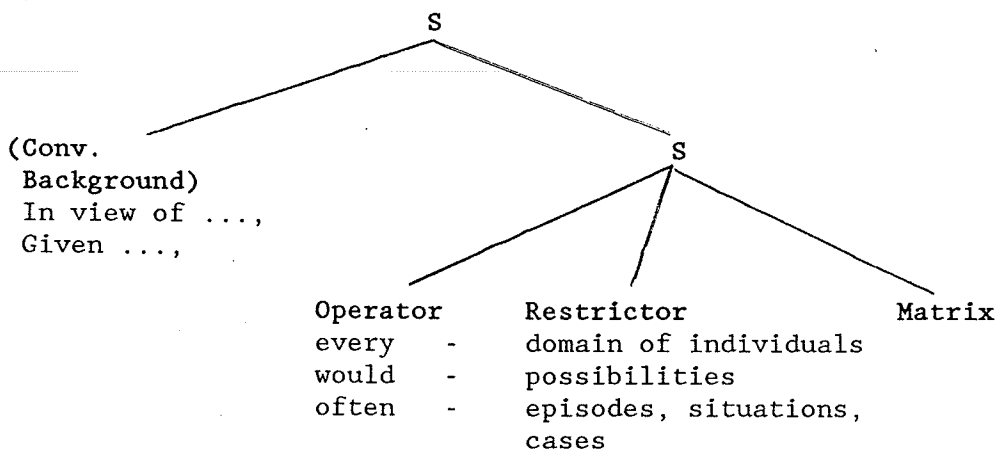 S
(Conv.
Background)
In view of ...,
Given ...,
S
Operator Restrictor Matrix
every - domain of individuals
would - possibilities
often - episodes, situations,
cases